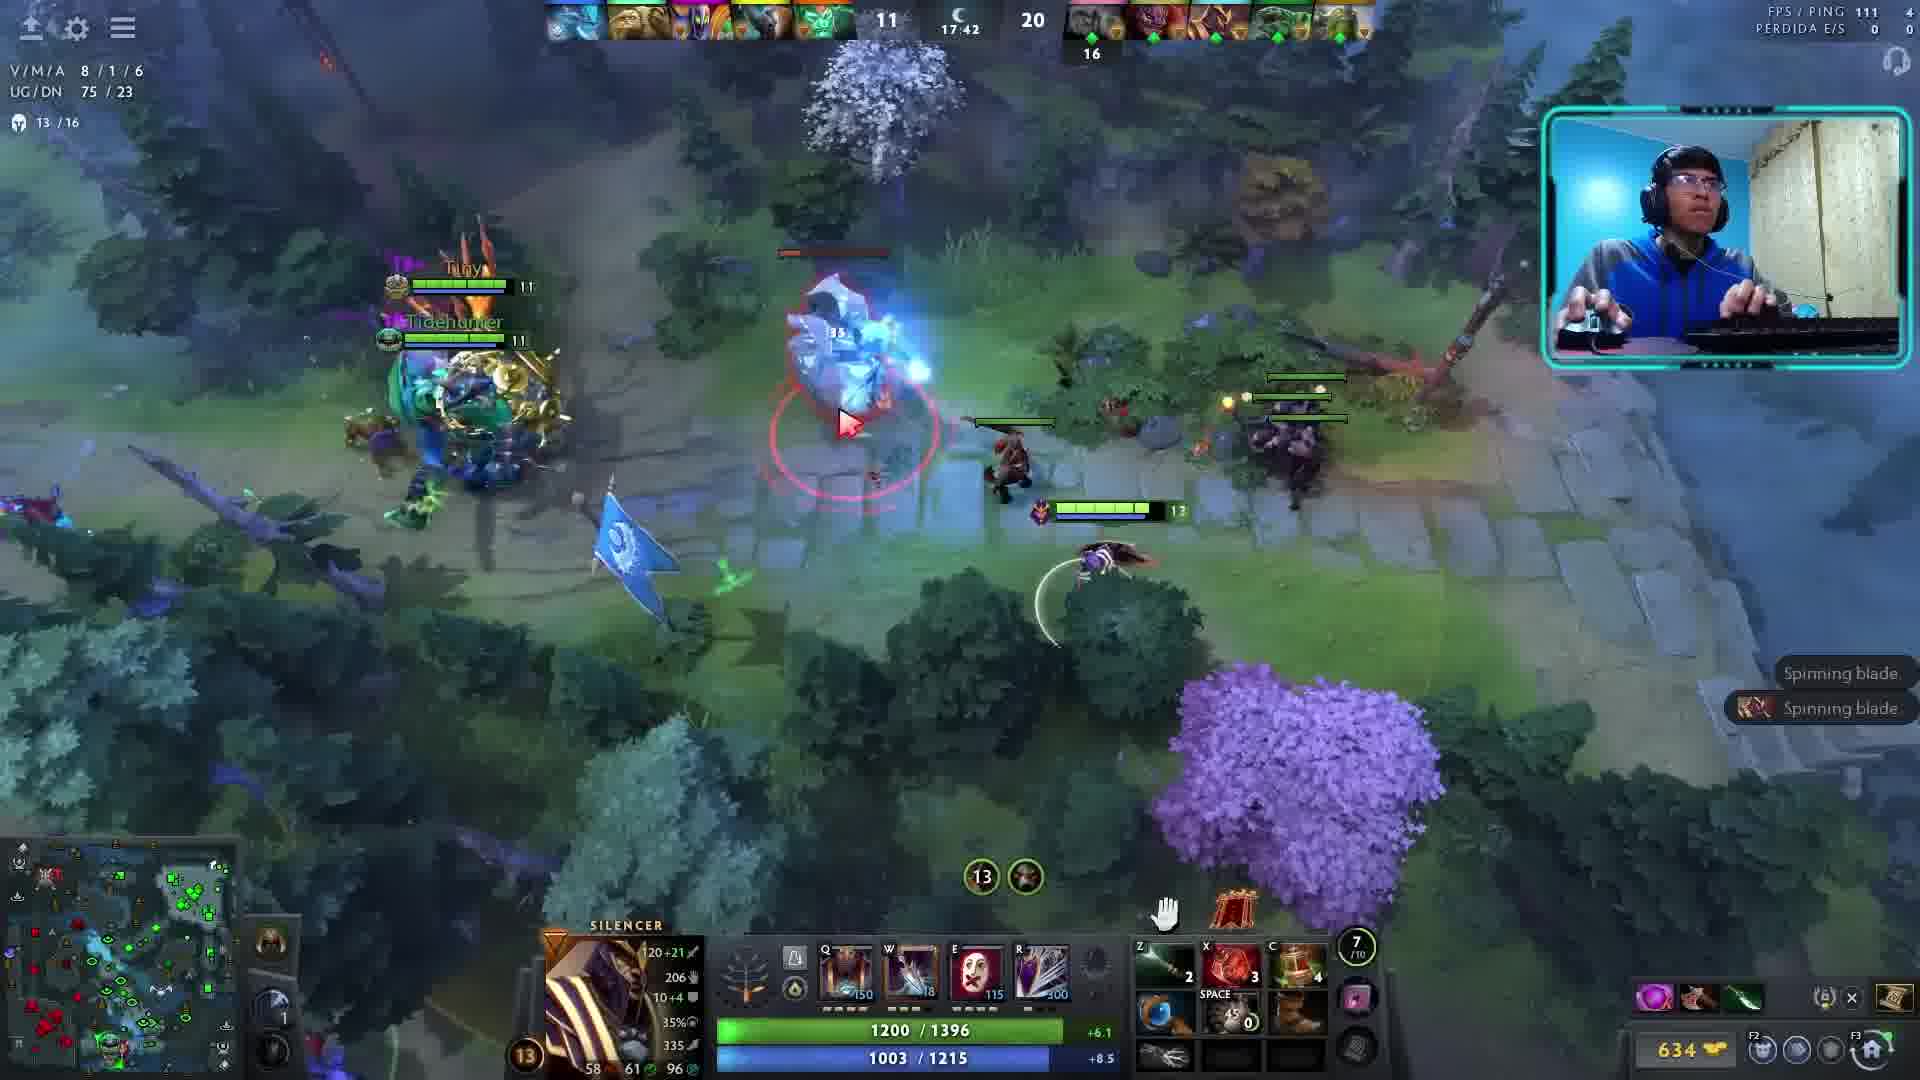 11
17:42
20
16
FPS / PING 111 4
PERDIDA E/S 0 0
V/M/A 8 / 1 / 6
UG/DN 75 / 23
13 /16
Tiny
11
Tidehunter
11
35
13
Spinning blade.
Spinning blade.
13
SILENCER
120 +21
206
10 +4
35%
335
58 61 96
13
Q W E R
150 18 115 300
1200 / 1396 +6.1
1003 / 1215 +8.5
Z X C
2 3 4
SPACE
45 0
7
/10
1
634
F2 F3